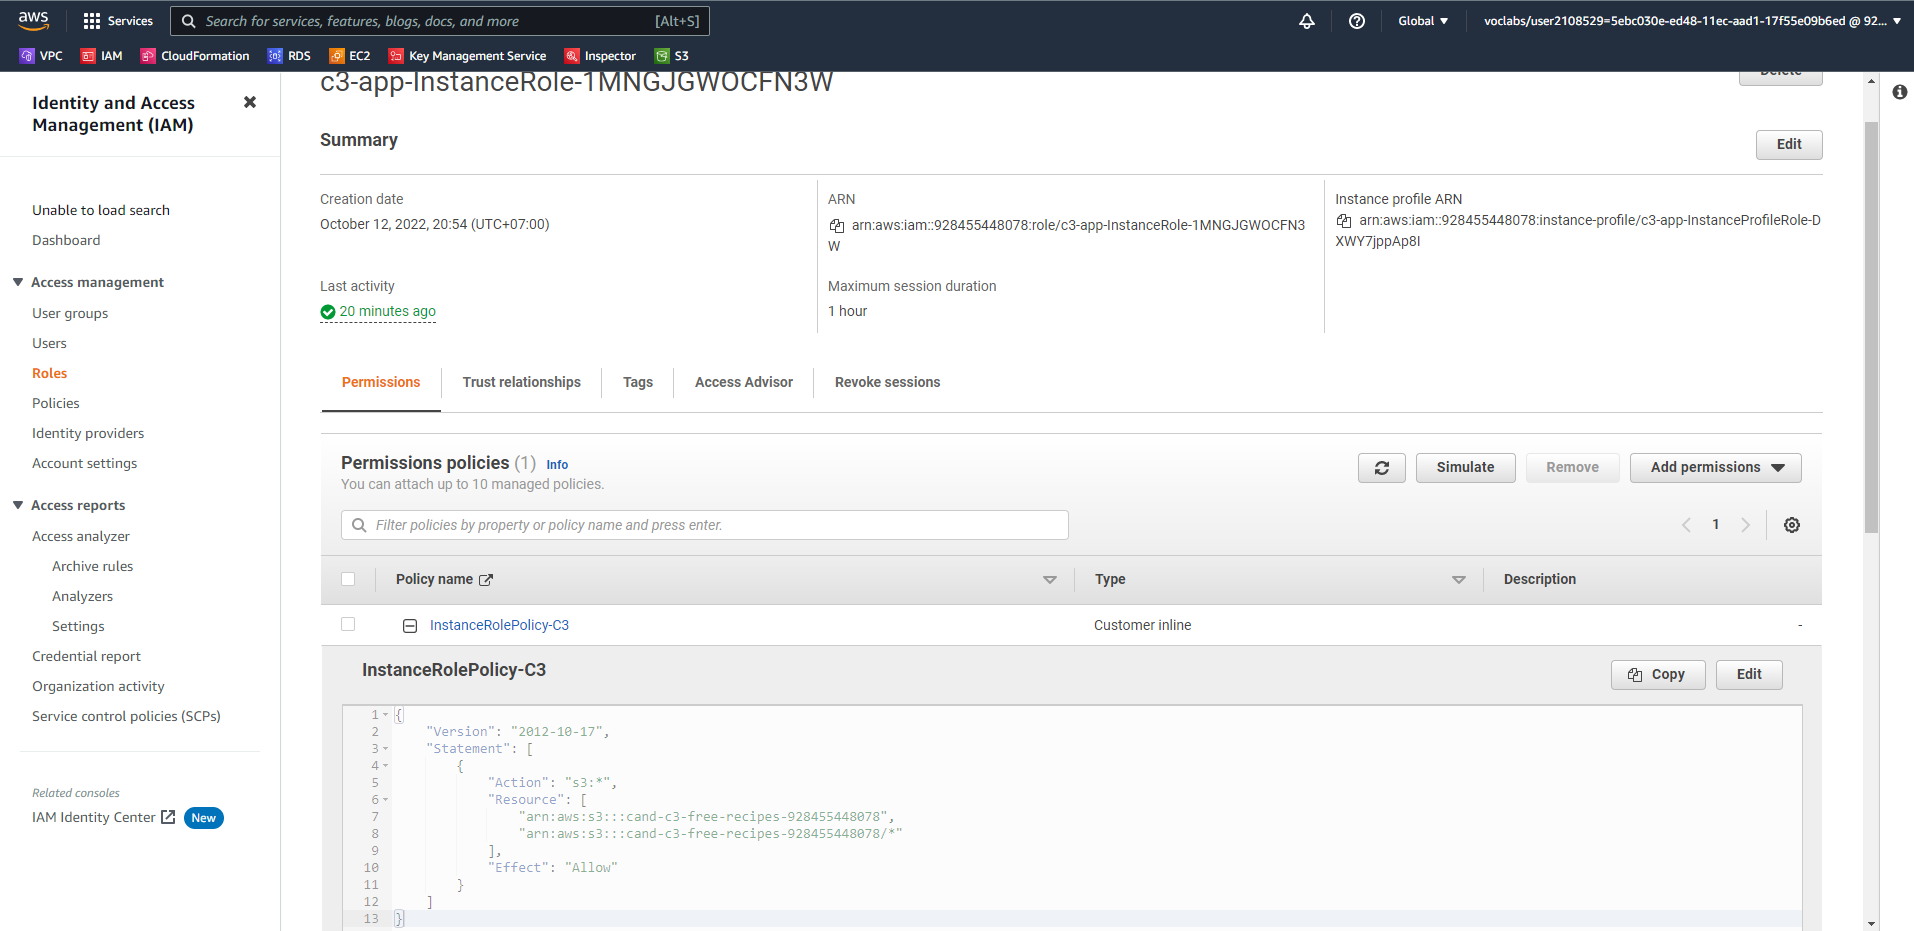 aws
Services
Search for services, features, blogs, docs, and more
[Alt+S]
Global
voclabs/user2108529=5ebc030e-ed48-11ec-aad1-17f55e09b6ed @ 92...
VPC
IAM
CloudFormation
RDS
EC2
Key Management Service
Inspector
S3
Identity and Access
Management (IAM)
Unable to load search
Dashboard
Access management
User groups
Users
Roles
Policies
Identity providers
Account settings
Access reports
Access analyzer
Archive rules
Analyzers
Settings
Credential report
Organization activity
Service control policies (SCPs)
Related consoles
IAM Identity Center
New
c3-app-InstanceRole-1MNGJGWOCFN3W
Delete
Summary
Edit
Creation date
October 12, 2022, 20:54 (UTC+07:00)
ARN
arn:aws:iam::928455448078:role/c3-app-InstanceRole-1MNGJGWOCFN3
W
Instance profile ARN
arn:aws:iam::928455448078:instance-profile/c3-app-InstanceProfileRole-D
XWY7jppAp8I
Last activity
20 minutes ago
Maximum session duration
1 hour
Permissions
Trust relationships
Tags
Access Advisor
Revoke sessions
Permissions policies (1) Info
You can attach up to 10 managed policies.
Simulate
Remove
Add permissions
Filter policies by property or policy name and press enter.
1
Policy name
Type
Description
InstanceRolePolicy-C3
Customer inline
-
InstanceRolePolicy-C3
Copy
Edit
1 {
2 "Version": "2012-10-17",
3 "Statement": [
4 {
5 "Action": "s3:*",
6 "Resource": [
7 "arn:aws:s3:::cand-c3-free-recipes-928455448078",
8 "arn:aws:s3:::cand-c3-free-recipes-928455448078/*"
9 ],
10 "Effect": "Allow"
11 }
12 ]
13 }